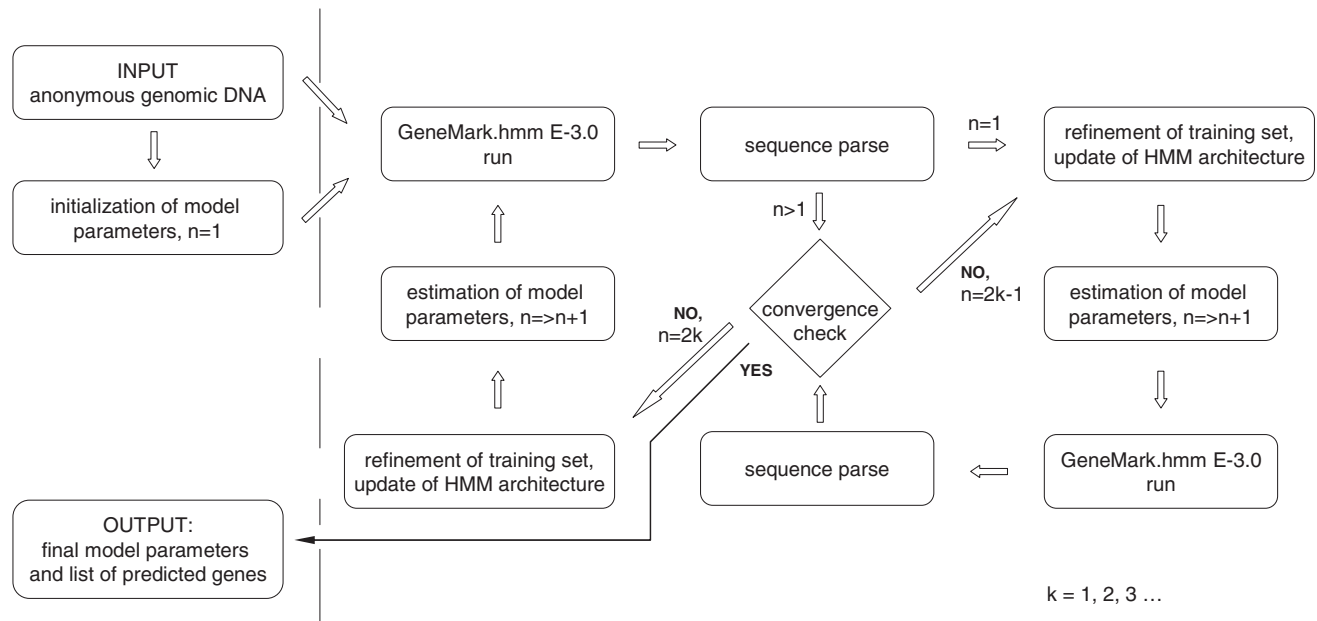 INPUT
anonymous genomic DNA
initialization of model
parameters, n=1
GeneMark.hmm E-3.0
run
sequence parse
n=1
refinement of training set,
update of HMM architecture
n>1
estimation of model
parameters, n=>n+1
convergence
check
NO,
n=2k-1
estimation of model
parameters, n=>n+1
NO,
n=2k
YES
refinement of training set,
update of HMM architecture
sequence parse
GeneMark.hmm E-3.0
run
OUTPUT:
final model parameters
and list of predicted genes
k = 1, 2, 3 ...